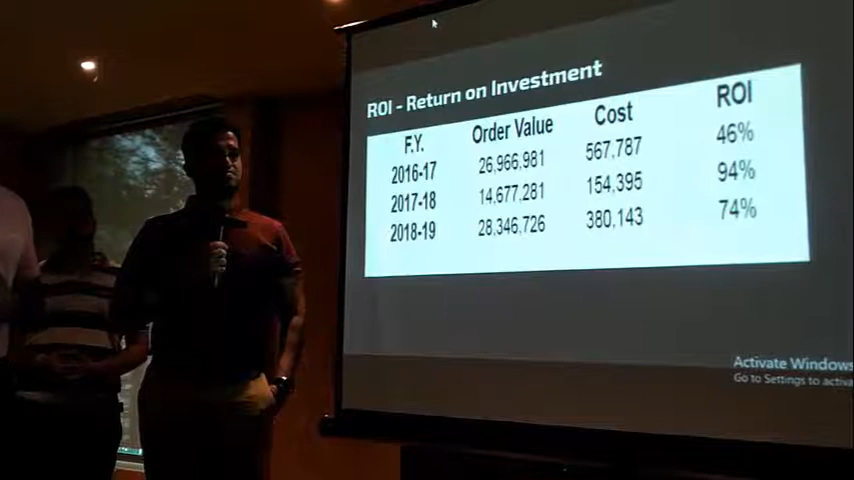 ROI - Return on Investment
F.Y. Order Value Cost ROI
2016-17 26,966,981 567,787 46%
2017-18 14,677,281 154,395 94%
2018-19 28,346,726 380,143 74%
Activate Windows
Go to Settings to activa